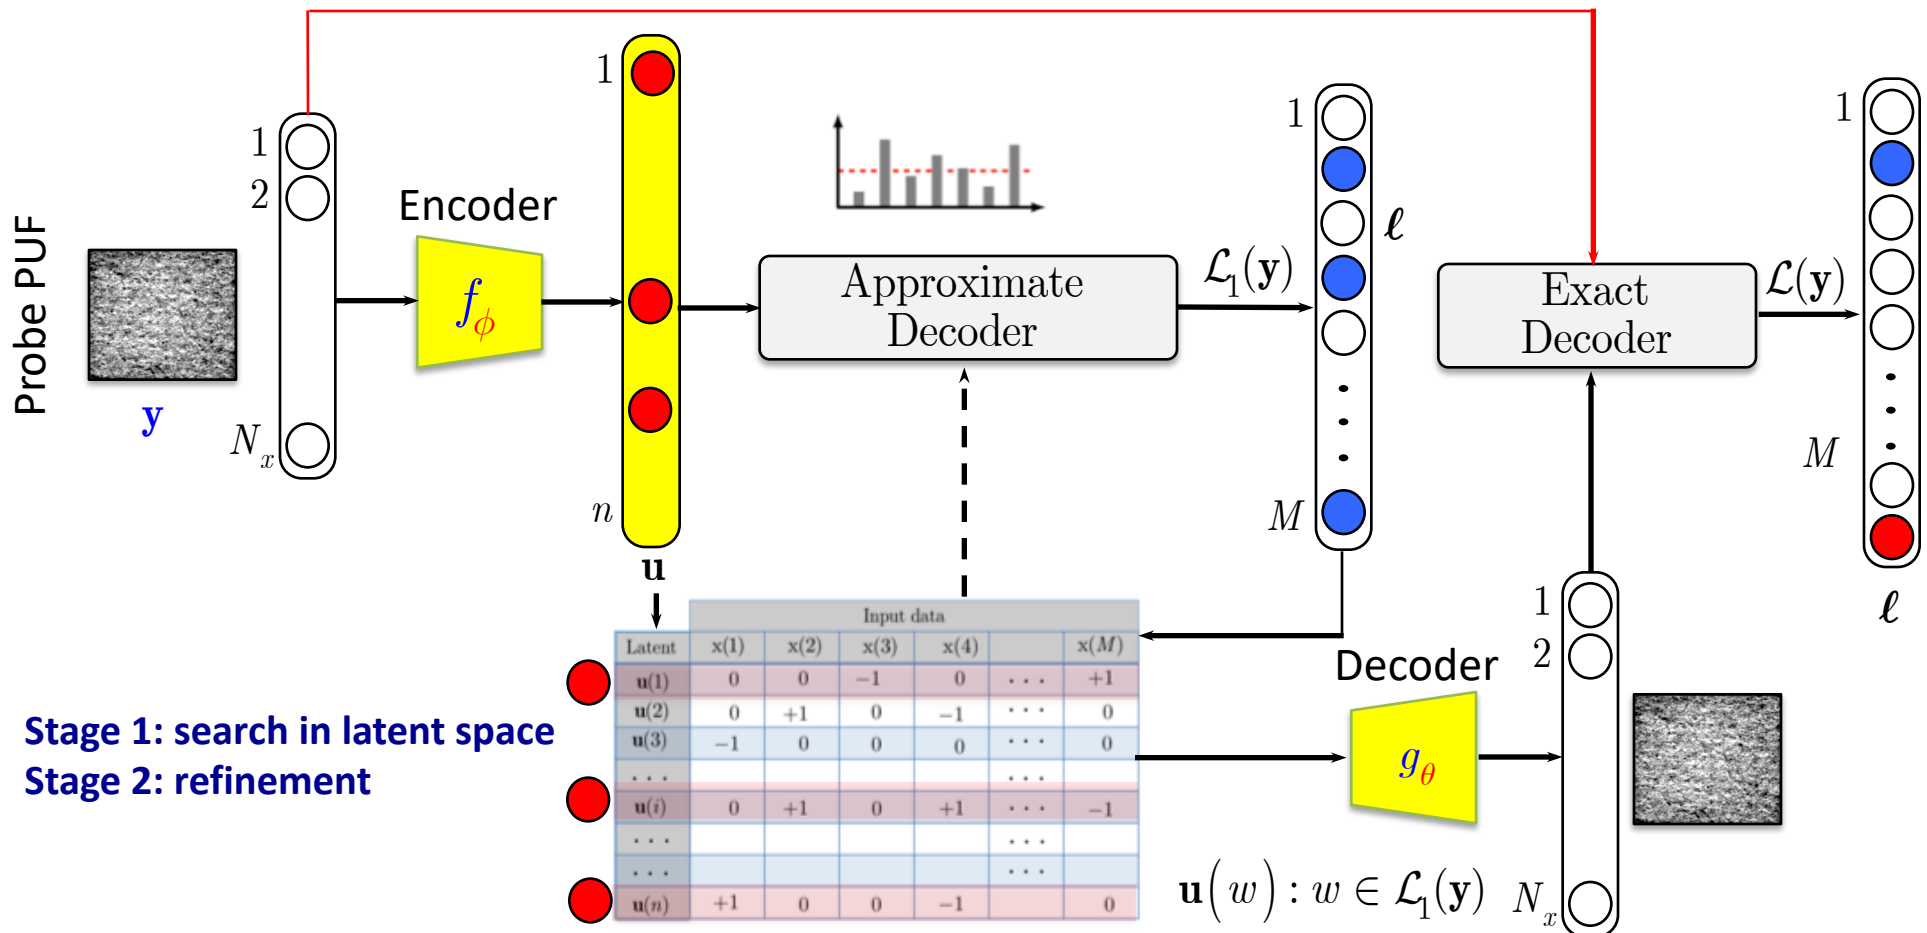 Probe PUF
y
1
2
N_x
Encoder
f_ϕ
1
n
u
Approximate
Decoder
ℒ₁(y)
1
ℓ
M
Exact
Decoder
ℒ(y)
1
M
ℓ
Input data
Latent x(1) x(2) x(3) x(4) x(M)
u(1) 0 0 −1 0 · · · +1
u(2) 0 +1 0 −1 · · · 0
u(3) −1 0 0 0 · · · 0
· · · · · ·
u(i) 0 +1 0 +1 · · · −1
· · · · · ·
· · · · · ·
u(n) +1 0 0 −1 0
Stage 1: search in latent space
Stage 2: refinement
Decoder
g_θ
1
2
N_x
u(w) : w ∈ ℒ₁(y)